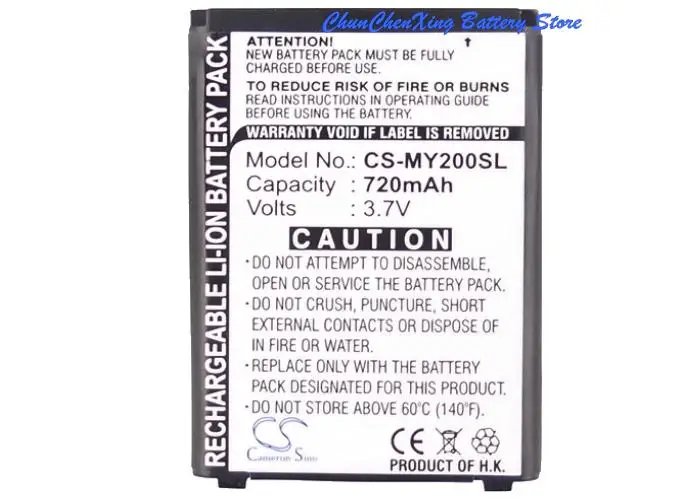 ChunChenXing Battery Store
RECHARGEABLE LI-ION BATTERY PACK
ATTENTION!
NEW BATTERY PACK MUST BE FULLY
CHARGED BEFORE USE.
TO REDUCE RISK OF FIRE OR BURNS
READ INSTRUCTIONS IN OPERATING GUIDE
BEFORE USING BATTERY.
WARRANTY VOID IF LABEL IS REMOVED
Model No.: CS-MY200SL
Capacity : 720mAh
Volts : 3.7V
CAUTION
·DO NOT ATTEMPT TO DISASSEMBLE,
OPEN OR SERVICE THE BATTERY PACK.
·DO NOT CRUSH, PUNCTURE, SHORT
EXTERNAL CONTACTS OR DISPOSE OF
IN FIRE OR WATER.
·REPLACE ONLY WITH THE BATTERY
PACK DESIGNATED FOR THE DEVICE.
·DO NOT STORE ABOVE 60°C (140°F).
CS
Cameron Sino
CE
PRODUCT OF H.K.